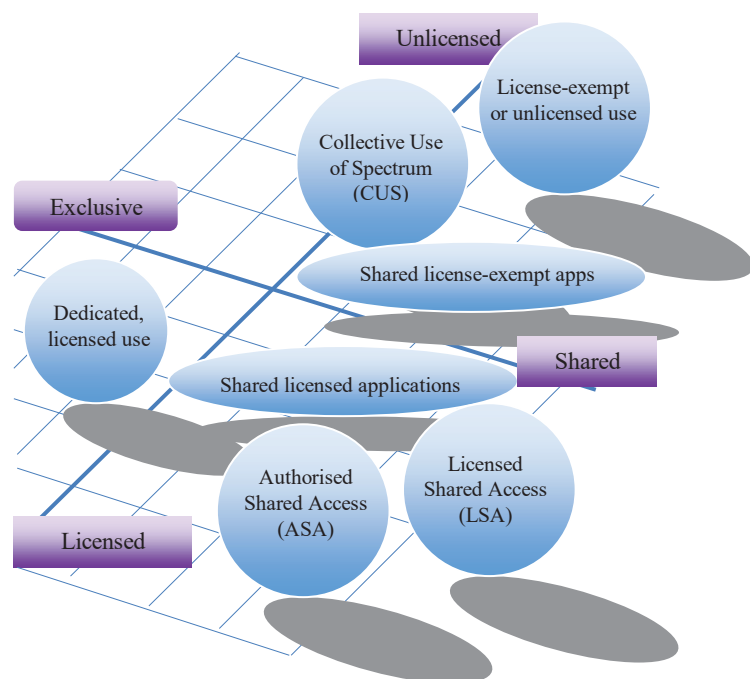 Unlicensed
License-exempt
or unlicensed use
Collective Use
of Spectrum
(CUS)
Exclusive
Shared license-exempt apps
Dedicated,
licensed use
Shared
Shared licensed applications
Authorised
Shared Access
(ASA)
Licensed
Shared Access
(LSA)
Licensed